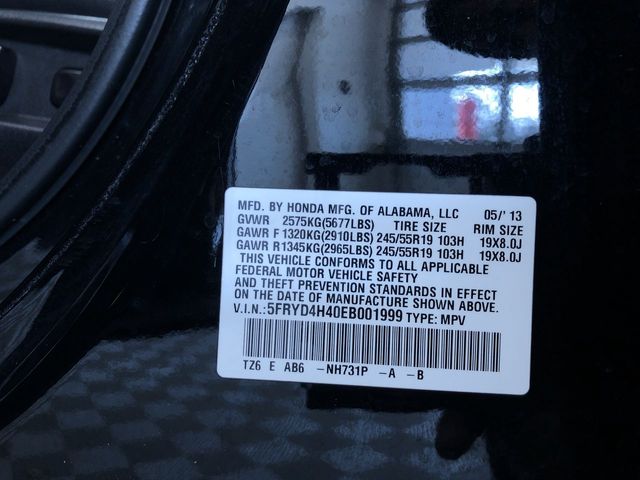 MFD. BY HONDA MFG. OF ALABAMA, LLC 05/'13
GVWR 2575KG(5677LBS) TIRE SIZE RIM SIZE
GAWR F 1320KG(2910LBS) 245/55R19 103H 19X8.0J
GAWR R1345KG(2965LBS) 245/55R19 103H 19X8.0J
THIS VEHICLE CONFORMS TO ALL APPLICABLE
FEDERAL MOTOR VEHICLE SAFETY
AND THEFT PREVENTION STANDARDS IN EFFECT
ON THE DATE OF MANUFACTURE SHOWN ABOVE.
V.I.N.:5FRYD4H40EB001999 TYPE: MPV
TZ6 E AB6 -NH731P -A -B